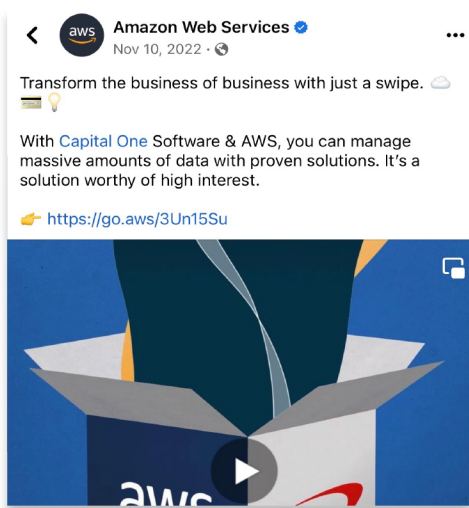 aws
Amazon Web Services
Nov 10, 2022 ·
Transform the business of business with just a swipe. ☁️
💳💡
With Capital One Software & AWS, you can manage
massive amounts of data with proven solutions. It’s a
solution worthy of high interest.
👉 https://go.aws/3Un15Su
aws